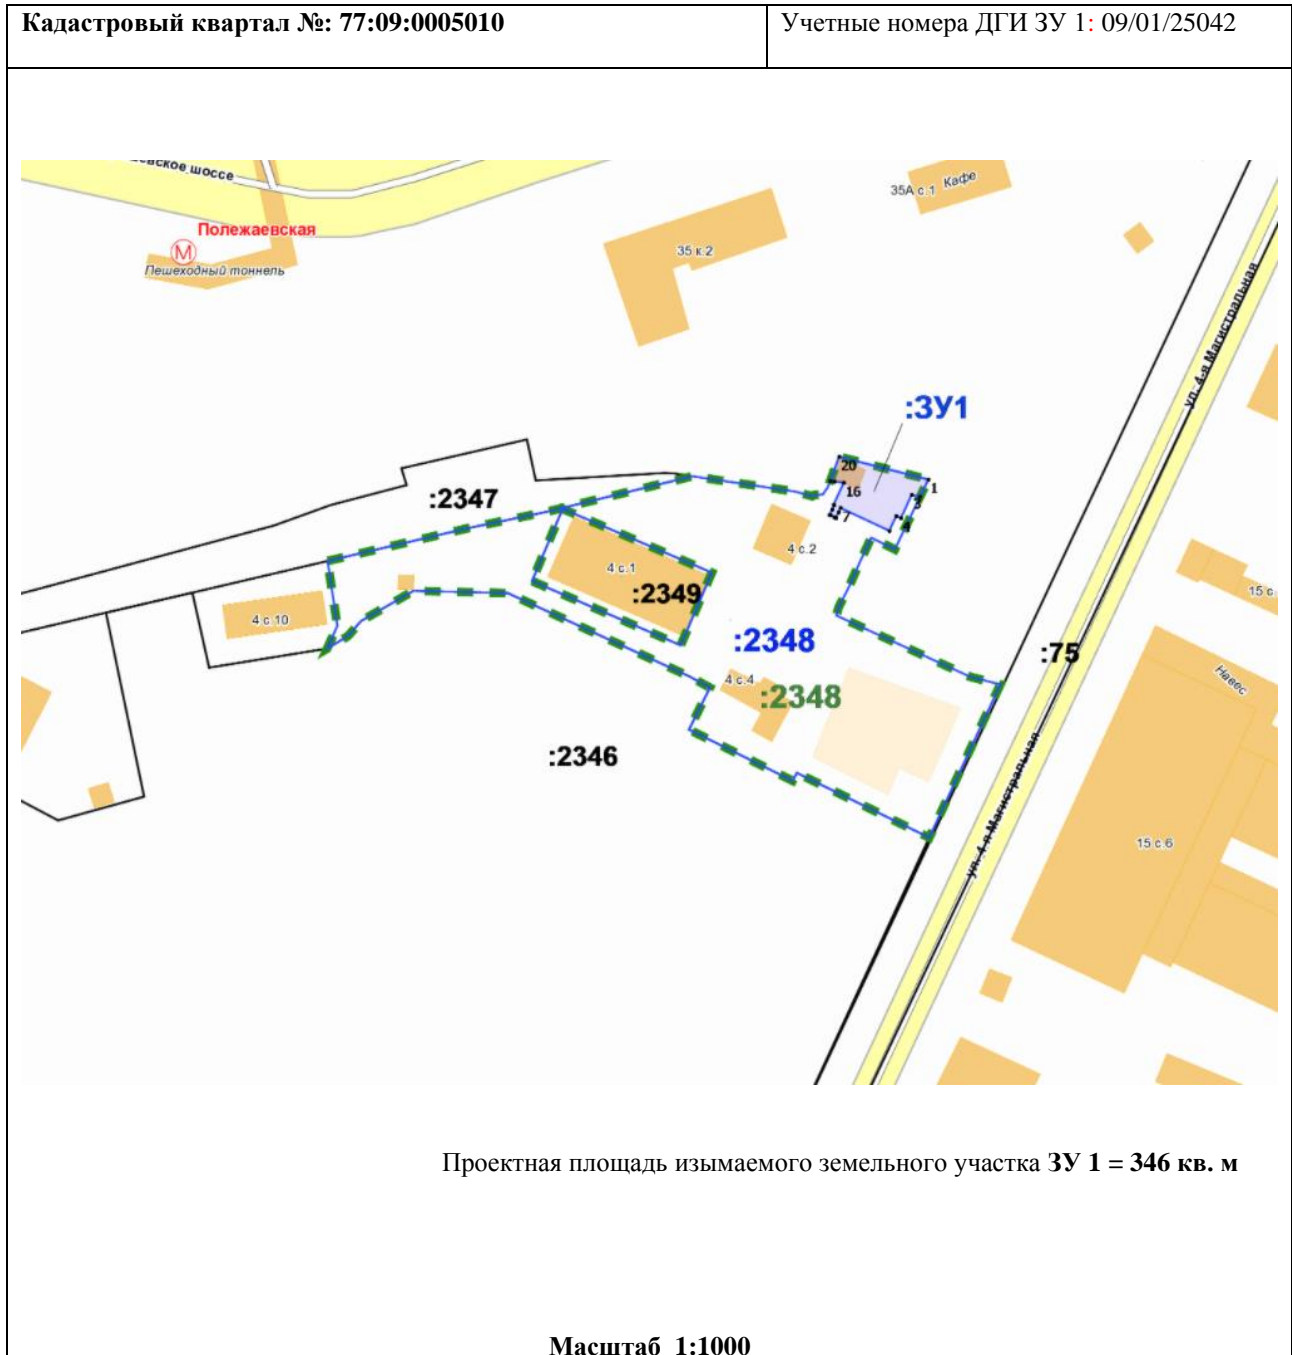 Кадастровый квартал №: 77:09:0005010
Учетные номера ДГИ ЗУ 1: 09/01/25042
шоссе
Полежаевская
М
Пешеходный тоннель
35 к.2
35А с.1
Кафе
ул. 4-я Магистральная
:ЗУ1
20
1
16
3
4
7
:2347
4 с.2
4 с.1
:2349
4 с.10
15 с.
:2348
:75
4 с.4
:2348
Навес
:2346
ул. 4-я Магистральная
15 с.6
Проектная площадь изымаемого земельного участка ЗУ 1 = 346 кв. м
Масштаб 1:1000